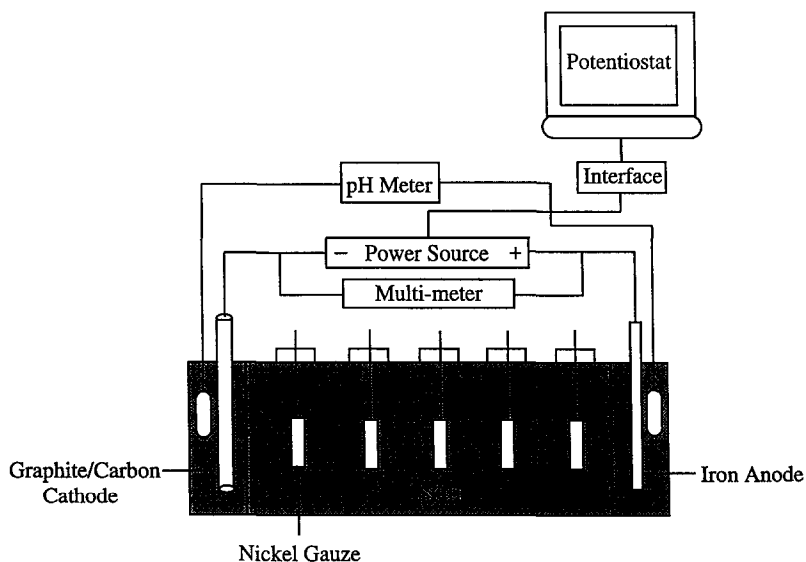 Potentiostat
pH Meter
Interface
− Power Source +
Multi-meter
Graphite/Carbon
Cathode
Iron Anode
Nickel Gauze